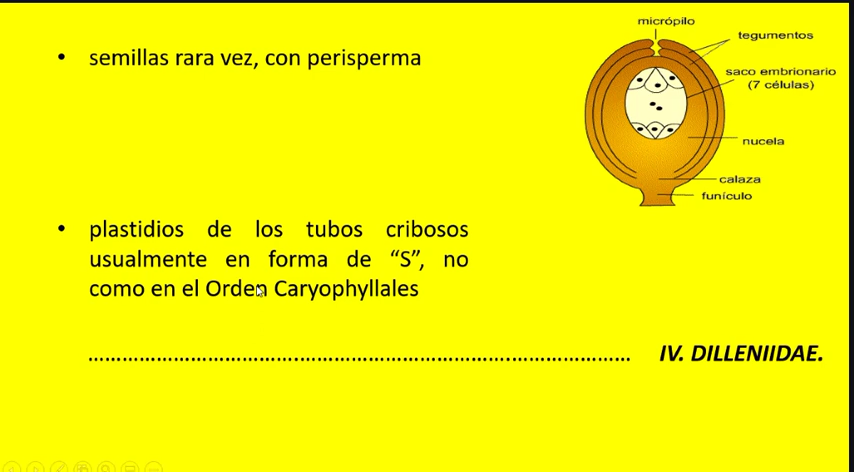 • semillas rara vez, con perisperma
micrópilo
tegumentos
saco embrionario
(7 células)
nucela
calaza
funículo
• plastidios de los tubos cribosos
usualmente en forma de “S”, no
como en el Orden Caryophyllales
........................................................................................ IV. DILLENIIDAE.